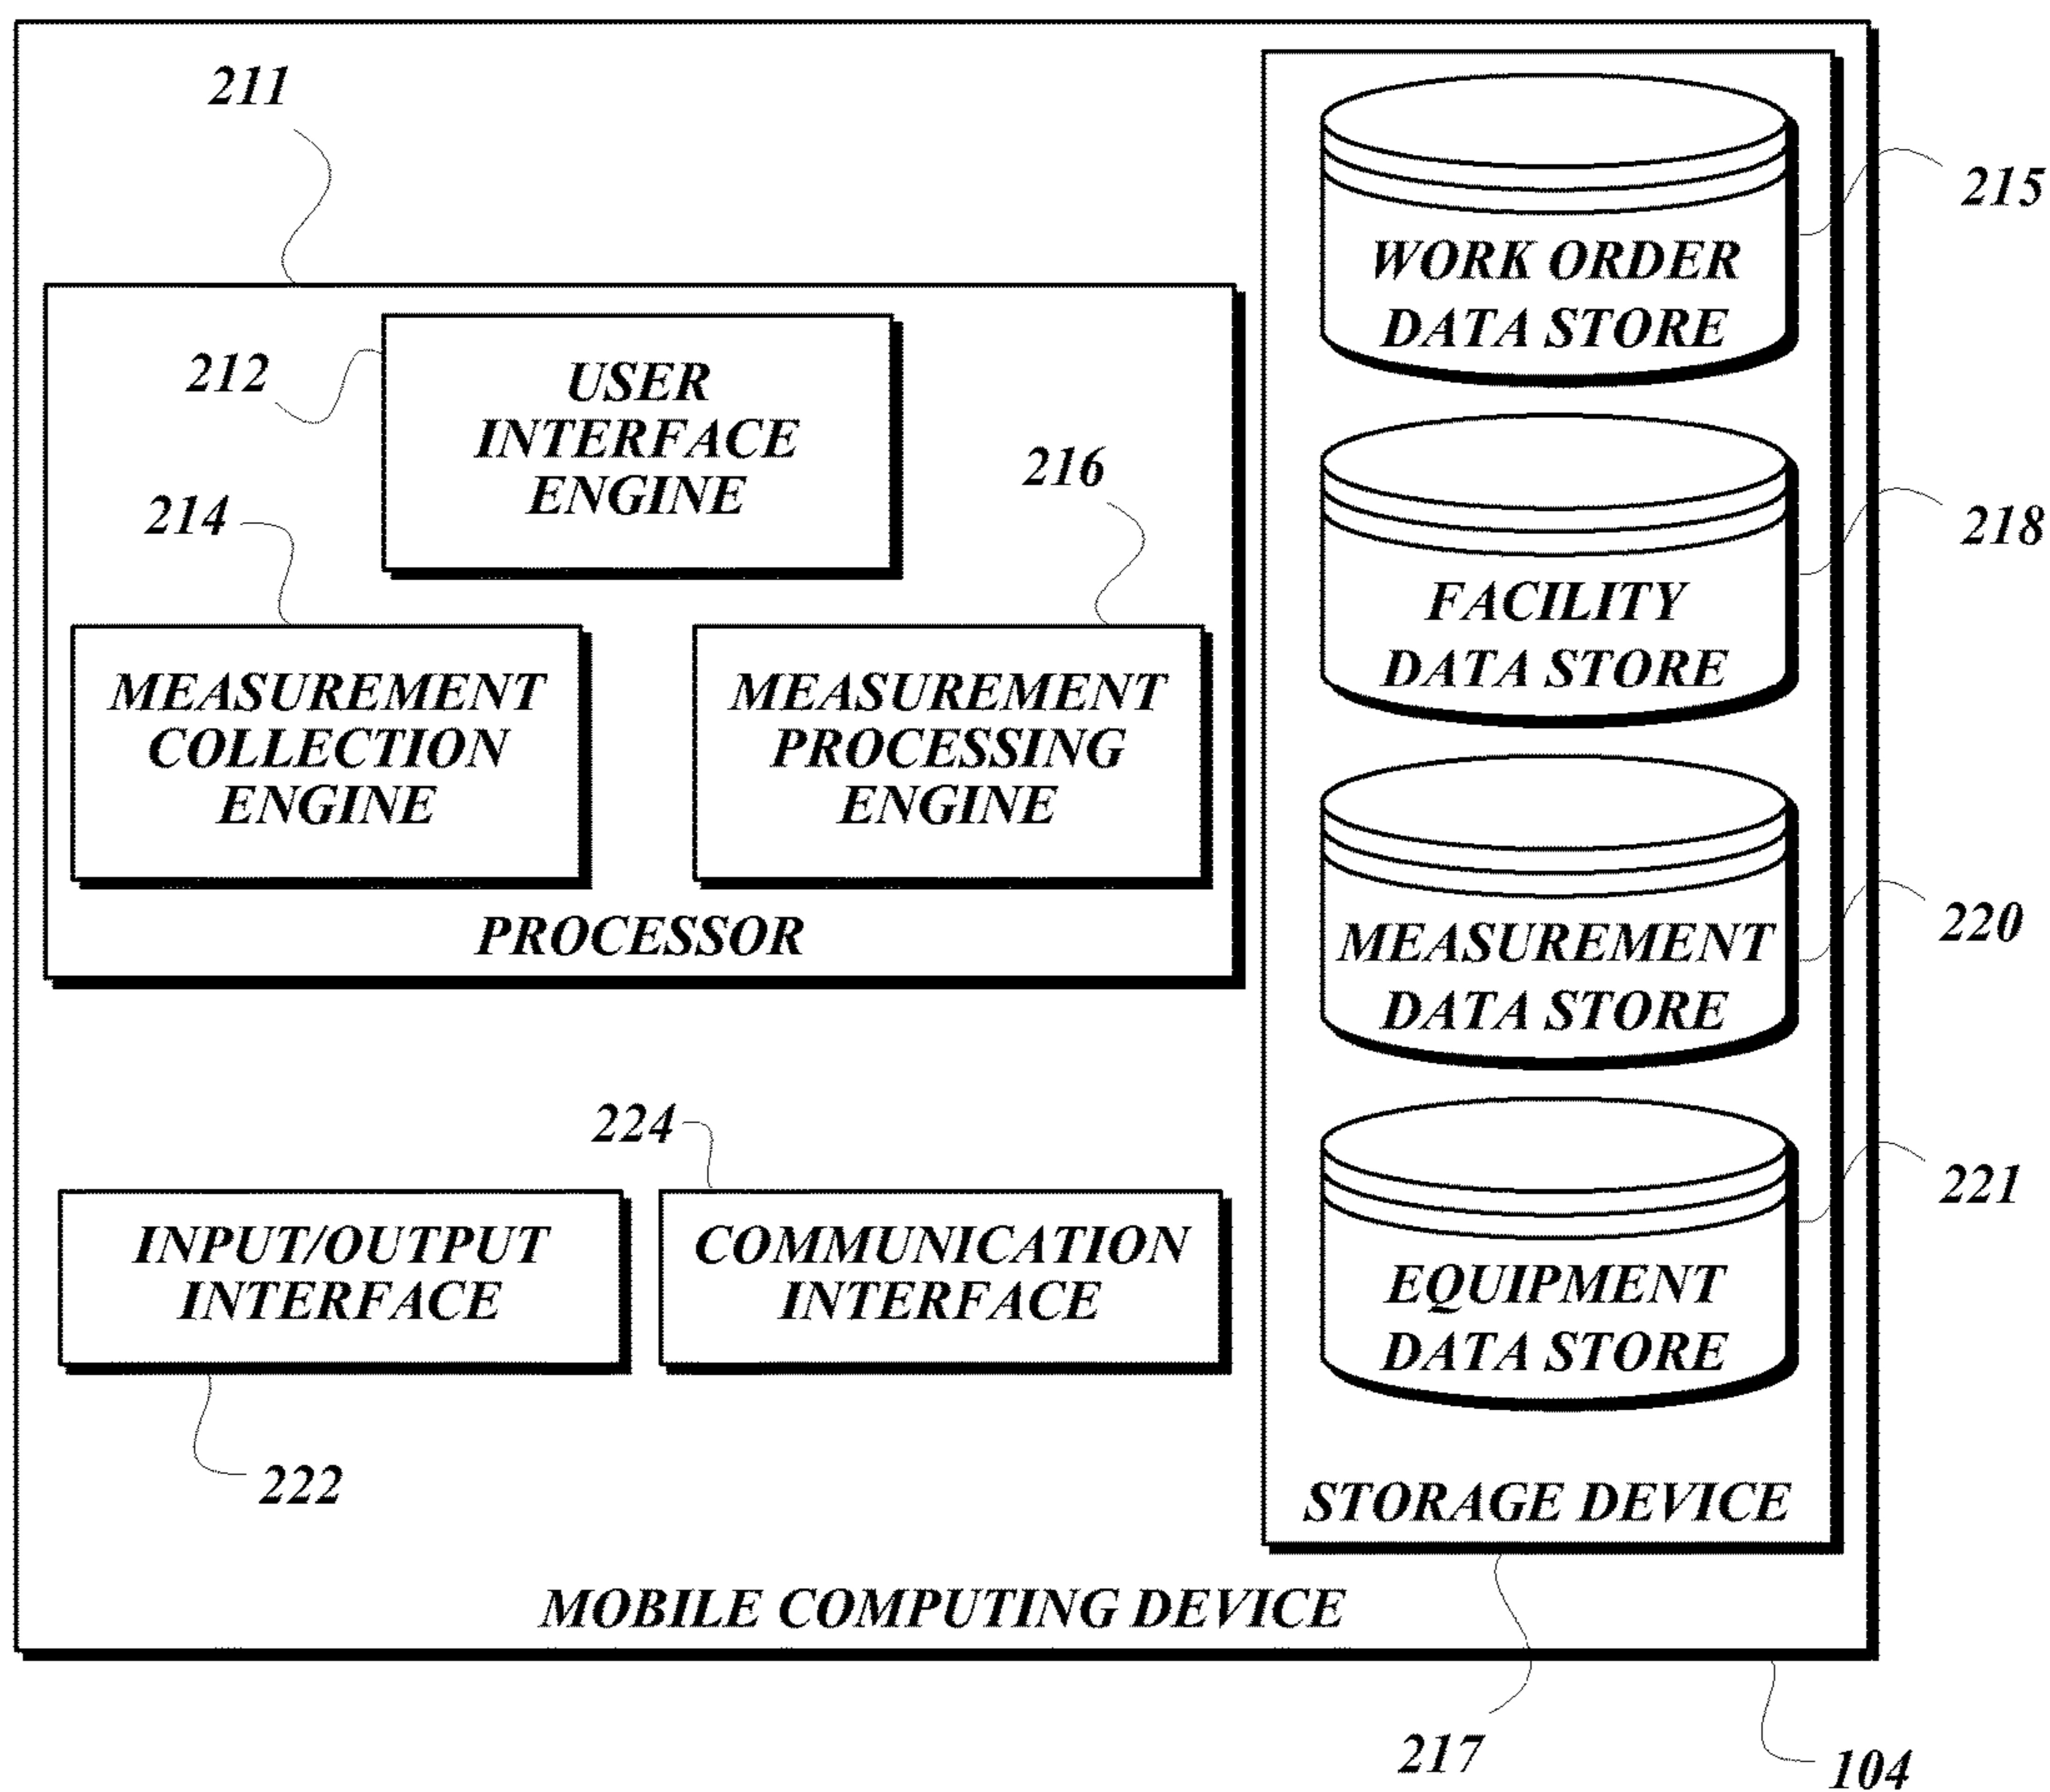 211
212
USER
INTERFACE
ENGINE
214
216
MEASUREMENT
COLLECTION
ENGINE
MEASUREMENT
PROCESSING
ENGINE
PROCESSOR
224
INPUT/OUTPUT
INTERFACE
COMMUNICATION
INTERFACE
222
WORK ORDER
DATA STORE
215
FACILITY
DATA STORE
218
MEASUREMENT
DATA STORE
220
EQUIPMENT
DATA STORE
221
STORAGE DEVICE
MOBILE COMPUTING DEVICE
217
104